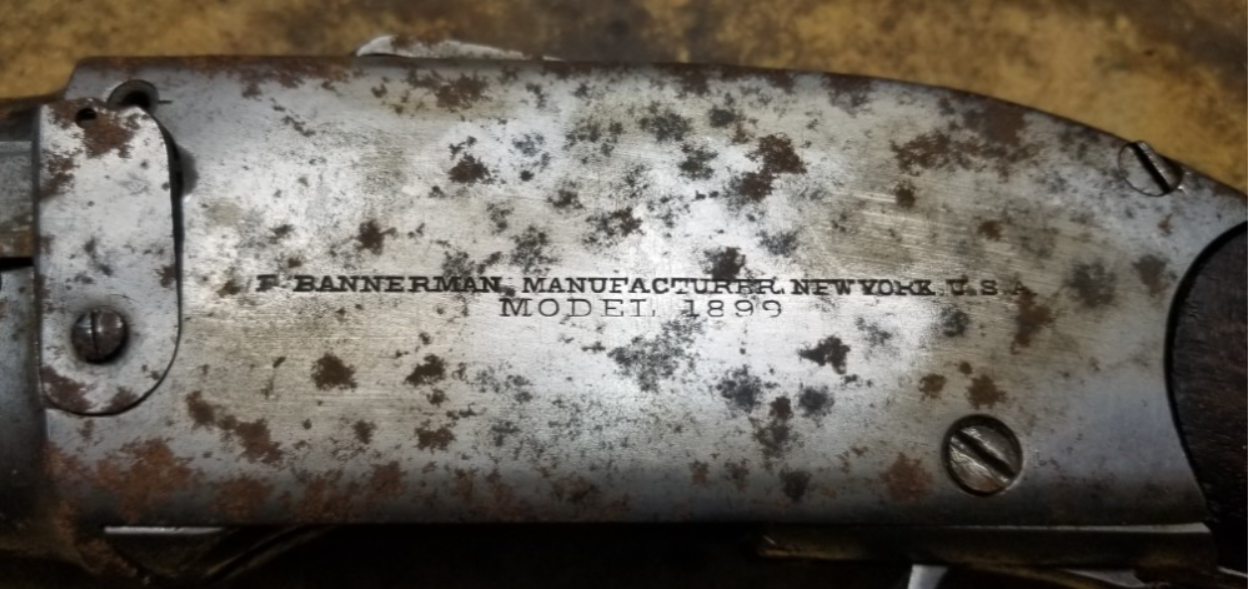 F. BANNERMAN, MANUFACTURER, NEW YORK, U.S.A.
MODEL 1899